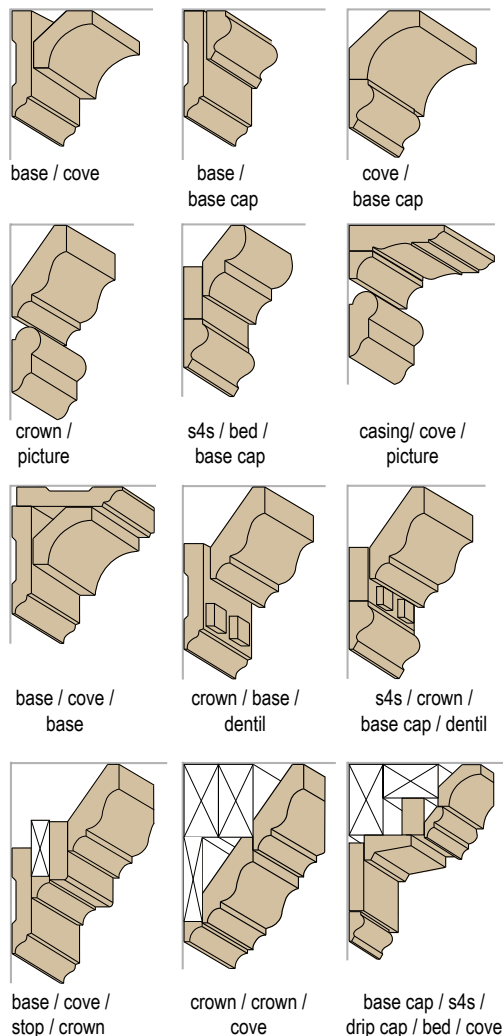 base / cove
base /
base cap
cove /
base cap
crown /
picture
s4s / bed /
base cap
casing/ cove /
picture
base / cove /
base
crown / base /
dentil
s4s / crown /
base cap / dentil
base / cove /
stop / crown
crown / crown /
cove
base cap / s4s /
drip cap / bed / cove